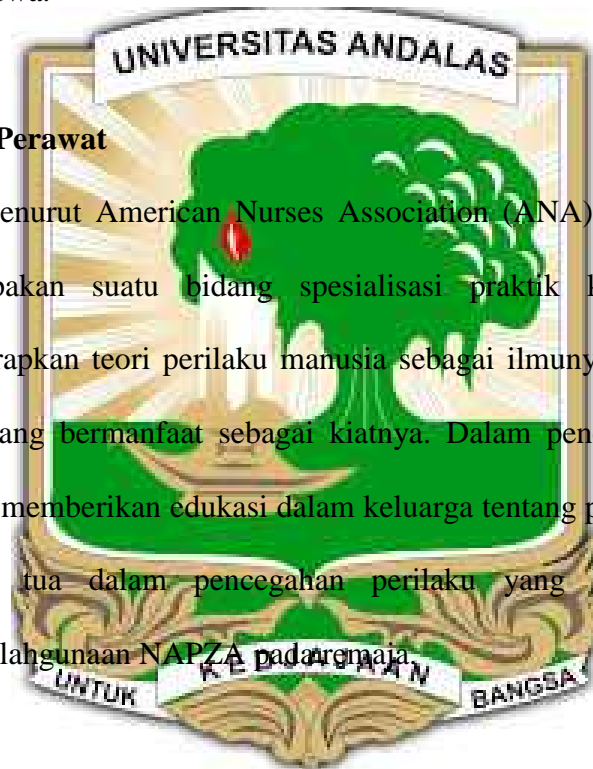 UNIVERSITAS ANDALAS
Perawat
enurut American Nurses Association (ANA)
pakan suatu bidang spesialisasi praktik k
rapkan teori perilaku manusia sebagai ilmuny
ang bermanfaat sebagai kiatnya. Dalam pen
memberikan edukasi dalam keluarga tentang p
tua dalam pencegahan perilaku yang
lahgunaan NAPZA pada remaja.
UNTUK KEDJAJAAN BANGSA